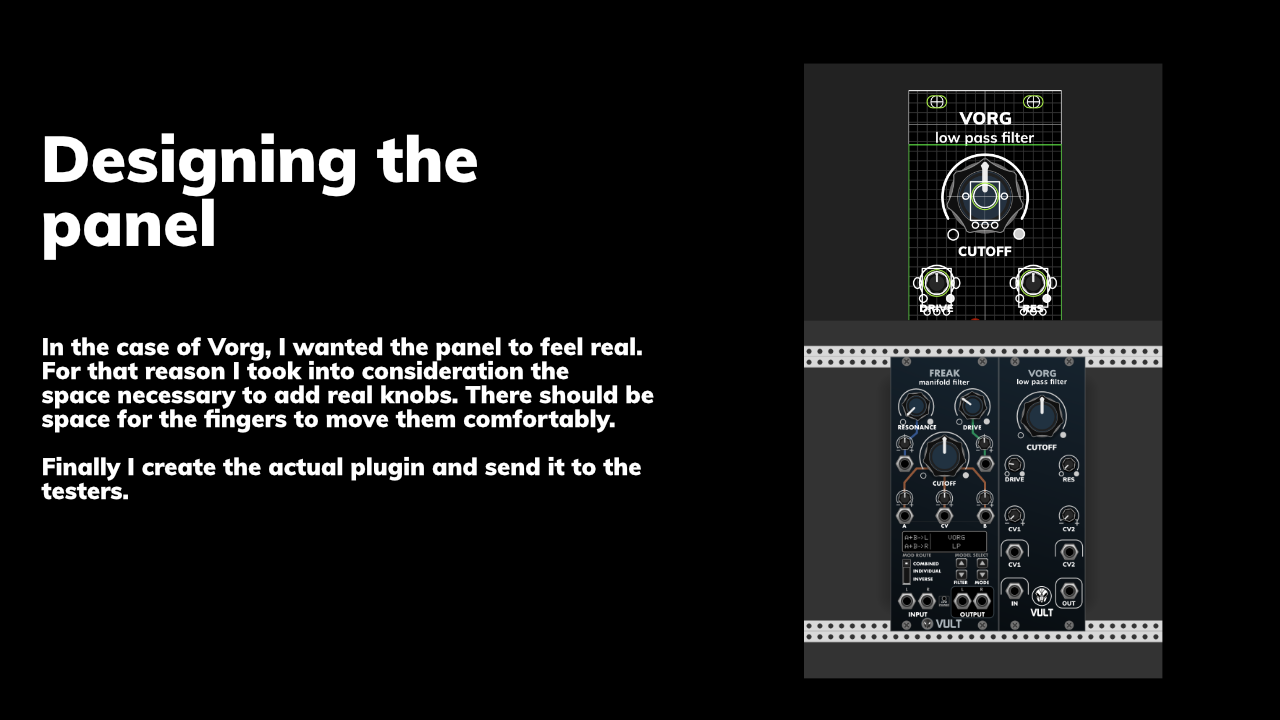 Designing the
panel
In the case of Vorg, I wanted the panel to feel real.
For that reason I took into consideration the
space necessary to add real knobs. There should be
space for the fingers to move them comfortably.
Finally I create the actual plugin and send it to the
testers.
VORG
low pass filter
CUTOFF
DRIVE
RES
FREAK
manifold filter
RESONANCE
DRIVE
CUTOFF
A
CV
B
A+B->L
VORG
A+B->R
LP
MOD ROUTE
MODEL SELECT
COMBINED
INDIVIDUAL
INVERSE
FILTER
MODE
L
R
L
R
INPUT
OUTPUT
VULT
VORG
low pass filter
CUTOFF
DRIVE
RES
CV1
CV2
CV1
CV2
IN
OUT
VULT